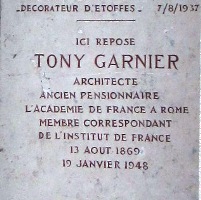 DECORATEUR D'ETOFFES - 7/8/1937
ICI REPOSE
TONY GARNIER
ARCHITECTE
ANCIEN PENSIONNAIRE
L'ACADEMIE DE FRANCE A ROME
MEMBRE CORRESPONDANT
DE L'INSTITUT DE FRANCE
13 AOUT 1869
19 JANVIER 1948